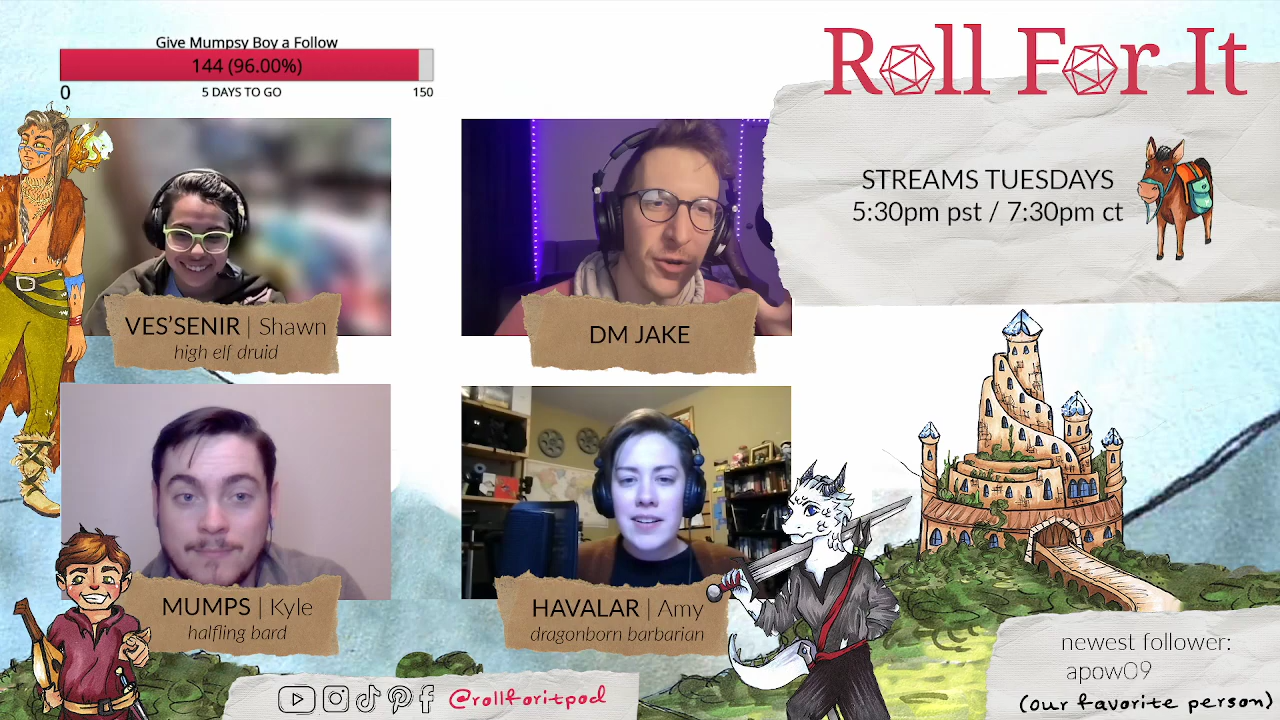 Give Mumpsy Boy a Follow
144 (96.00%)
0
5 DAYS TO GO
150
Roll For It
STREAMS TUESDAYS
5:30pm pst / 7:30pm ct
VES'SENIR | Shawn
high elf druid
DM JAKE
MUMPS | Kyle
halfling bard
HAVALAR | Amy
dragonborn barbarian
newest follower:
apow09
(our favorite person)
@rollforitpod